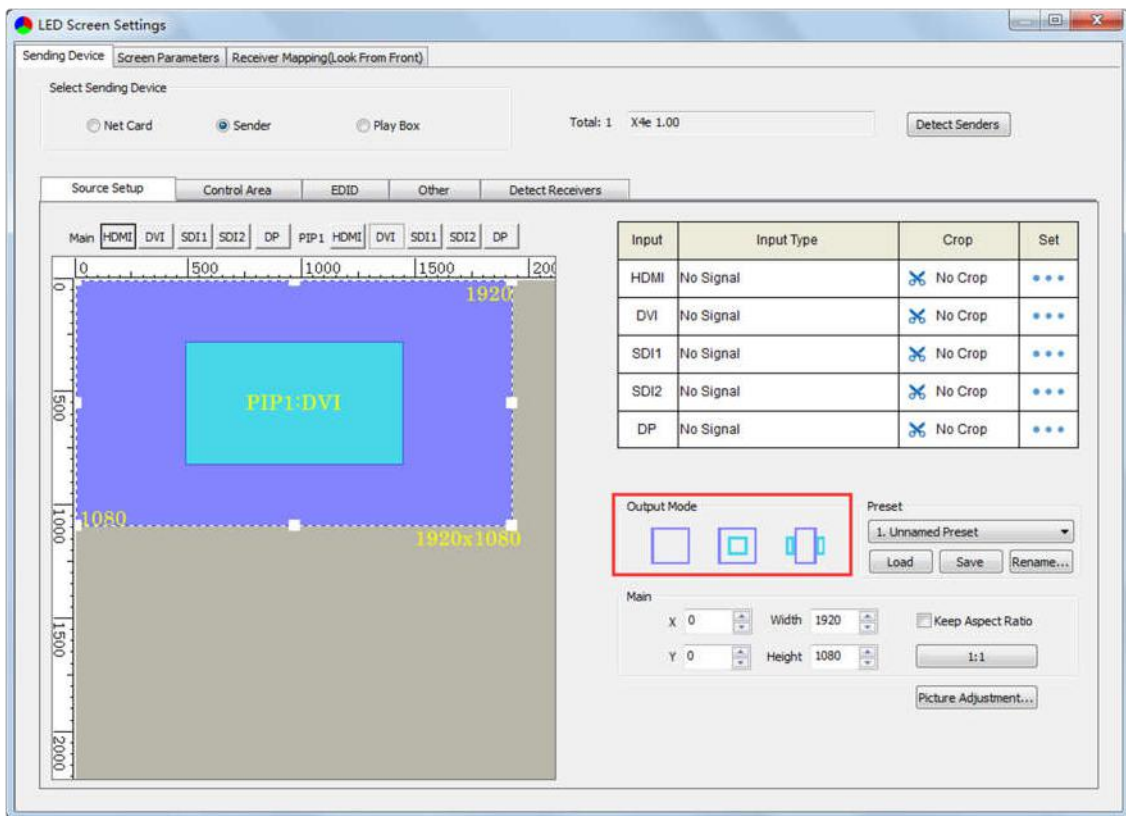 LED Screen Settings
Sending Device Screen Parameters Receiver Mapping(Look From Front)
Select Sending Device
Net Card Sender Play Box Total: 1 X4e 1.00 Detect Senders
Source Setup Control Area EDID Other Detect Receivers
Main HDMI DVI SDI1 SDI2 DP PIP1 HDMI DVI SDI1 SDI2 DP
0 500 1000 1500 200
0 500 1000 1500 2000
1920
PIP1:DVI
1080
1920x1080
Input Input Type Crop Set
HDMI No Signal No Crop
DVI No Signal No Crop
SDI1 No Signal No Crop
SDI2 No Signal No Crop
DP No Signal No Crop
Output Mode
Preset
1. Unnamed Preset
Load Save Rename...
Main
X 0 Width 1920 Keep Aspect Ratio
Y 0 Height 1080 1:1
Picture Adjustment...